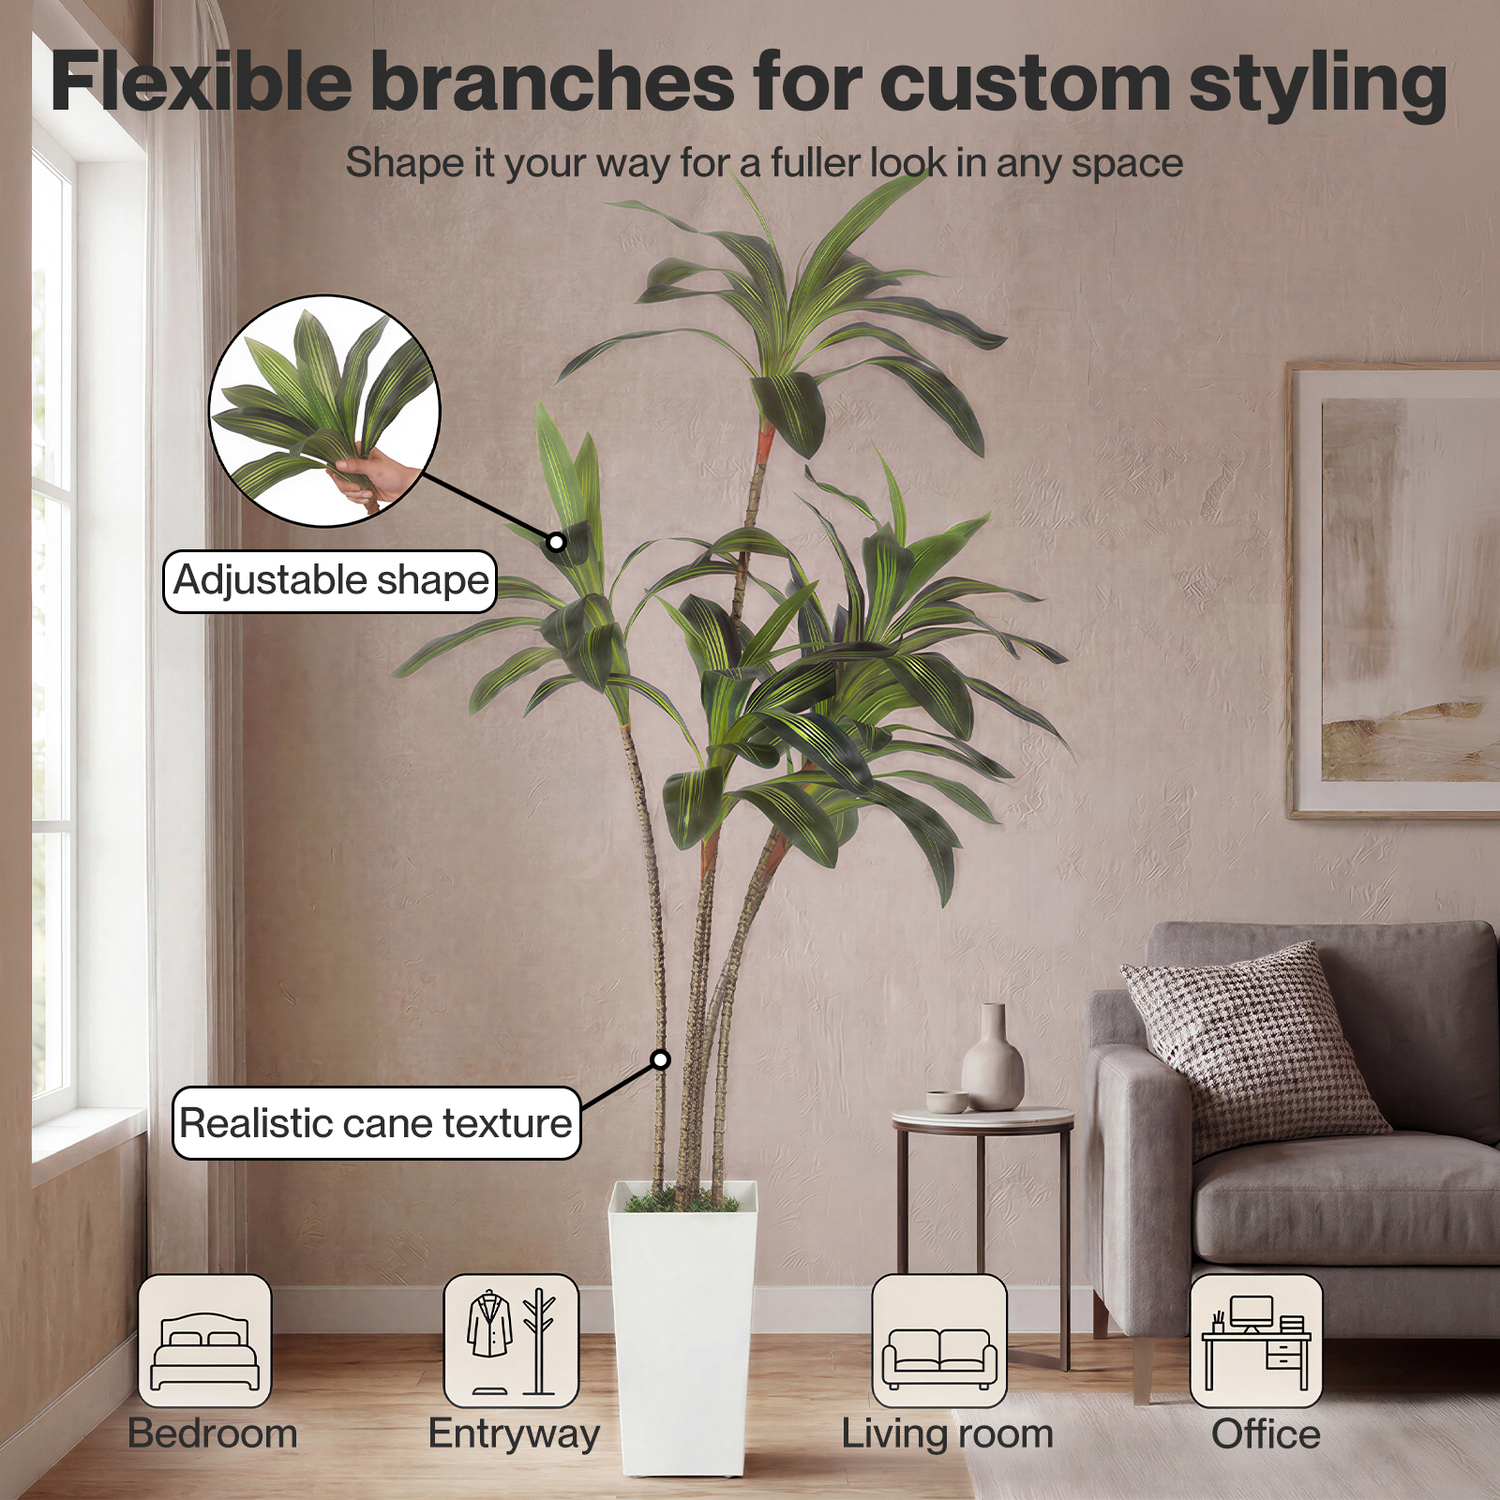 Flexible branches for custom styling
Shape it your way for a fuller look in any space
Adjustable shape
Realistic cane texture
Bedroom
Entryway
Living room
Office